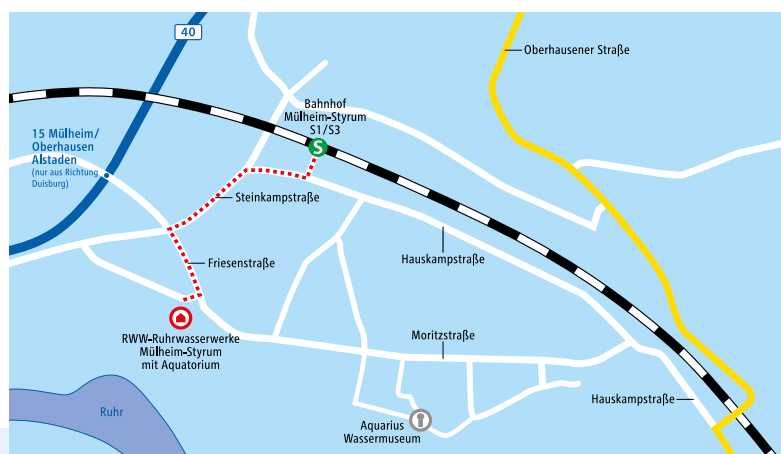 40
Oberhausener Straße
Bahnhof
Mülheim-Styrum
S1/S3
S
15 Mülheim/
Oberhausen
Alstaden
(nur aus Richtung
Duisburg)
Steinkampstraße
Friesenstraße
Hauskampstraße
RWW-Ruhrwasserwerke
Mülheim-Styrum
mit Aquatorium
Moritzstraße
Ruhr
Hauskampstraße
Aquarius
Wassermuseum